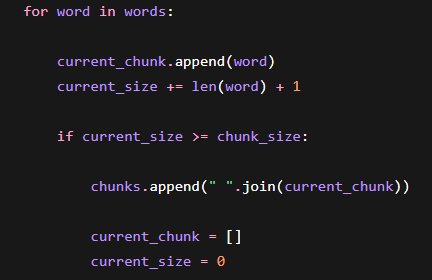 for word in words:
    current_chunk.append(word)
    current_size += len(word) + 1
    if current_size >= chunk_size:
        chunks.append(" ".join(current_chunk))
        current_chunk = []
        current_size = 0